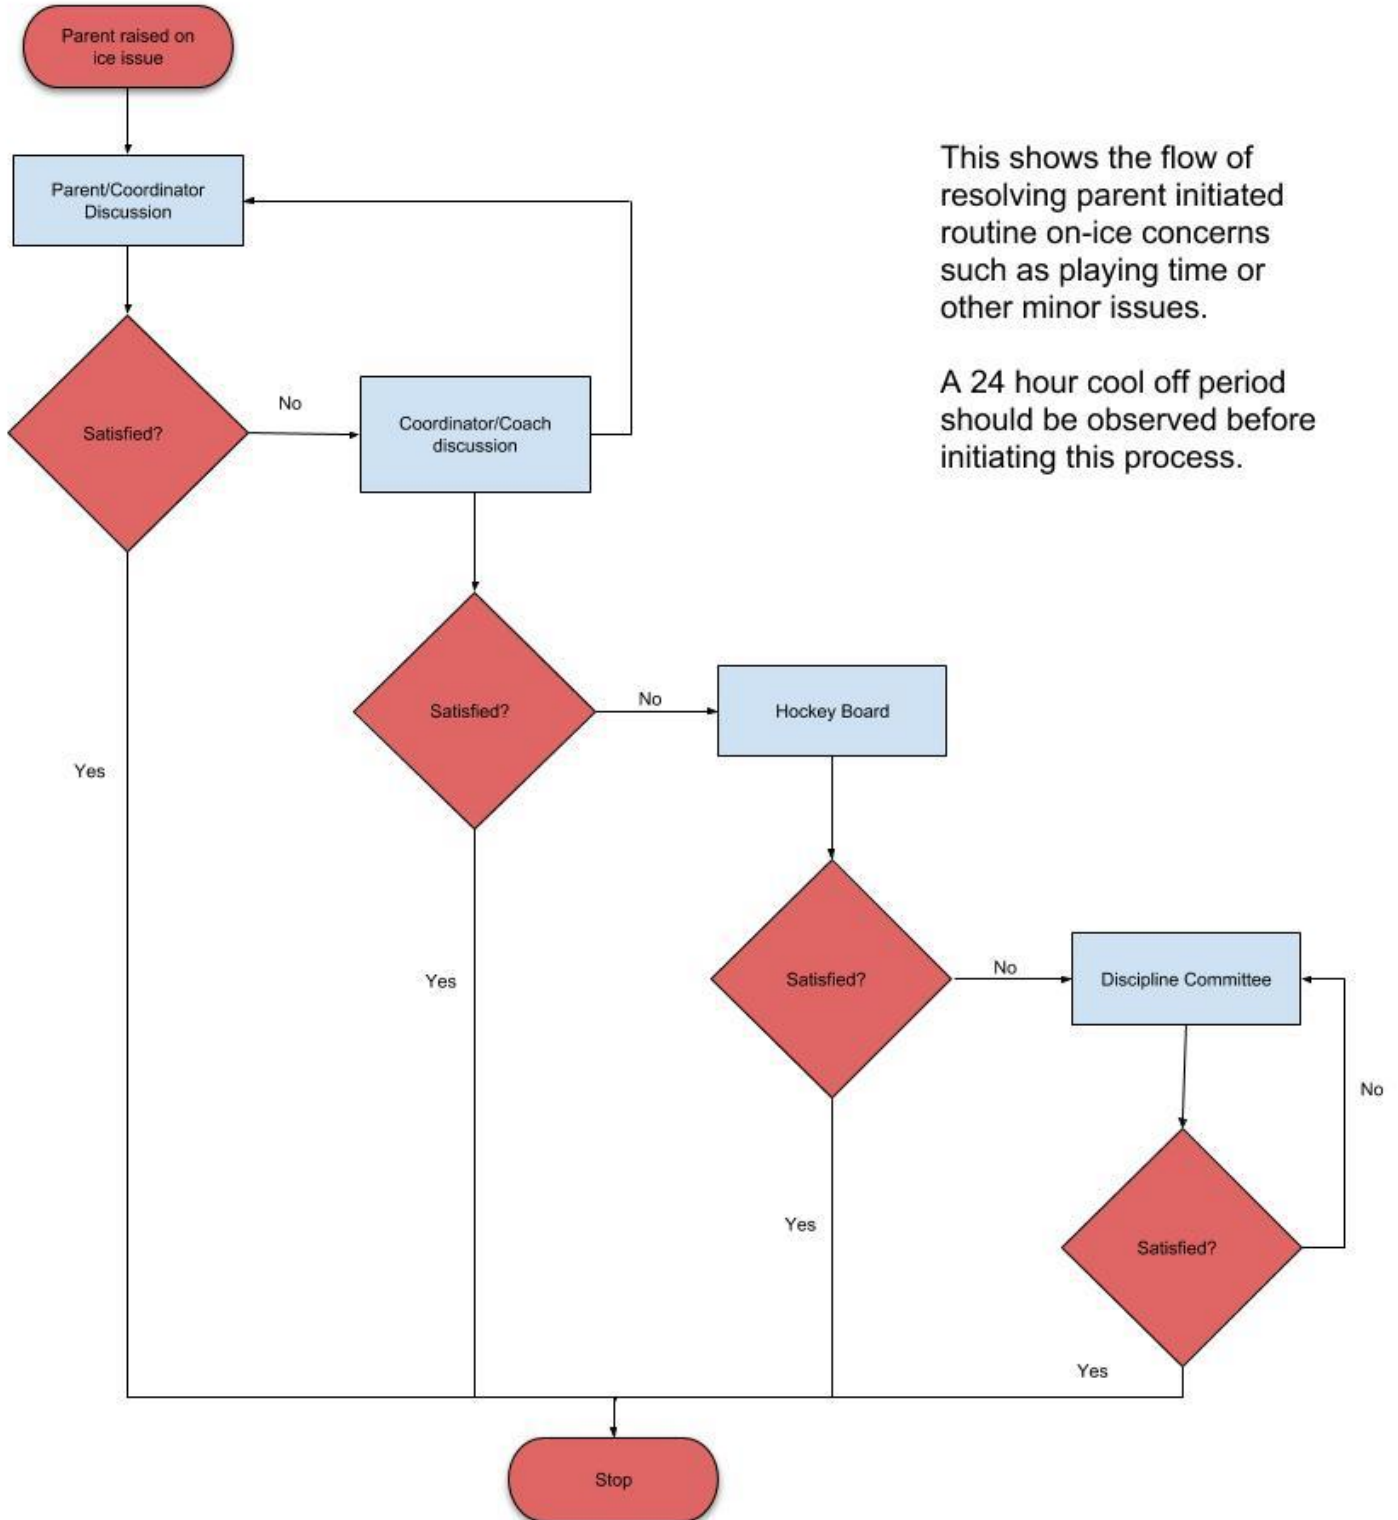 Parent raised on
ice issue
Parent/Coordinator
Discussion
This shows the flow of
resolving parent initiated
routine on-ice concerns
such as playing time or
other minor issues.
A 24 hour cool off period
should be observed before
initiating this process.
Satisfied?
No
Coordinator/Coach
discussion
Yes
Satisfied?
No
Hockey Board
Yes
Satisfied?
No
Discipline Committee
No
Yes
Satisfied?
Yes
Stop